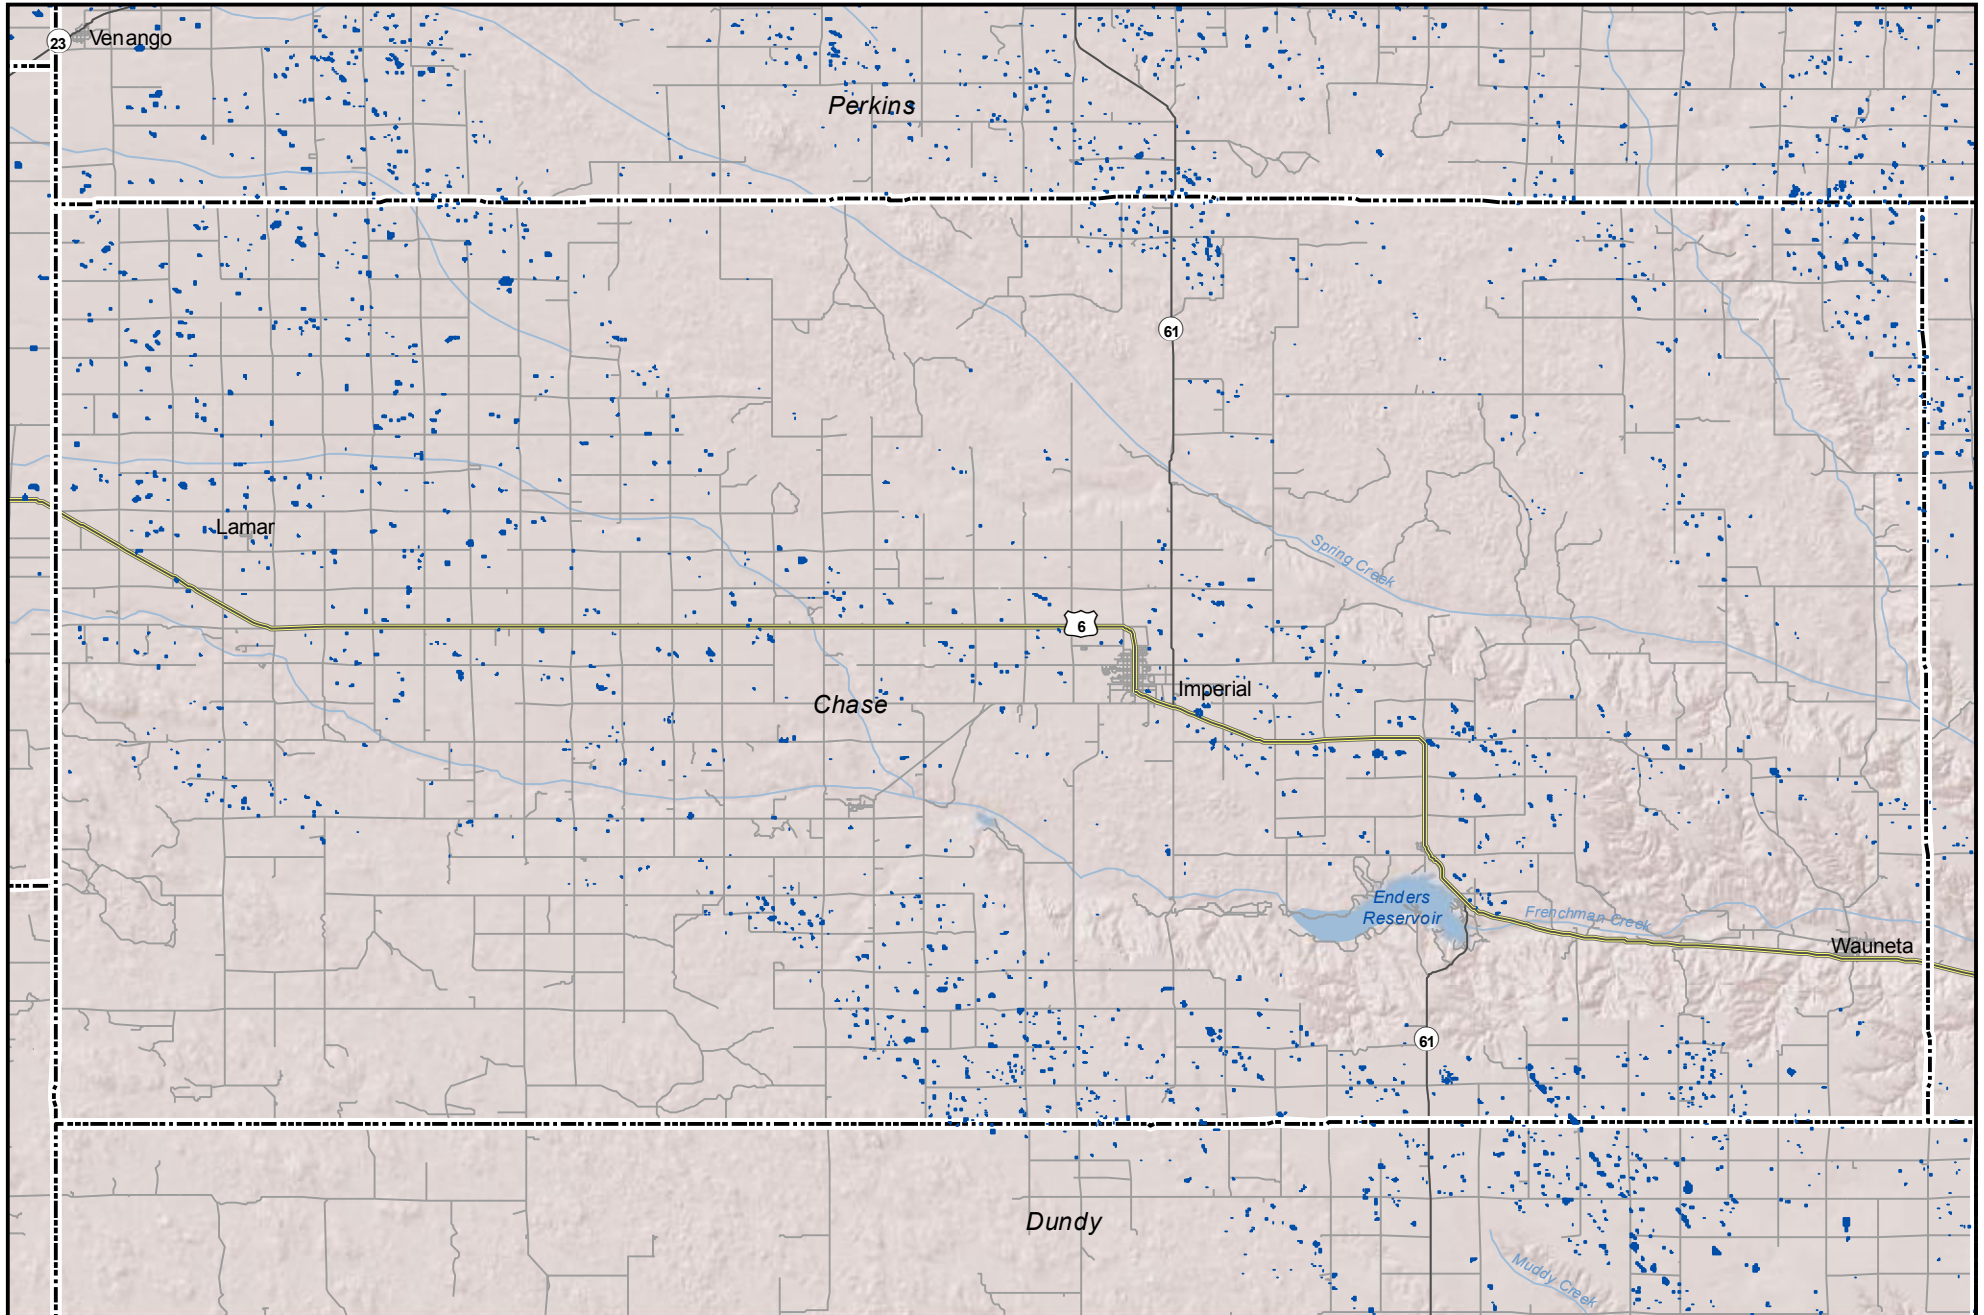 23
Venango
Perkins
61
Lamar
Spring Creek
6
Imperial
Chase
Enders
Reservoir
Frenchman Creek
Wauneta
61
Dundy
Muddy Creek